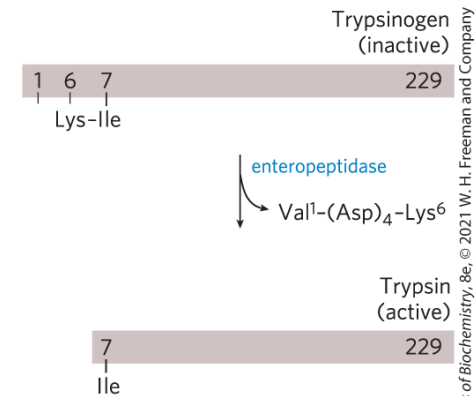 Trypsinogen
(inactive)
1 6 7 229
Lys–Ile
enteropeptidase
Val¹–(Asp)₄–Lys⁶
Trypsin
(active)
7 229
Ile
of Biochemistry, 8e, © 2021 W. H. Freeman and Company